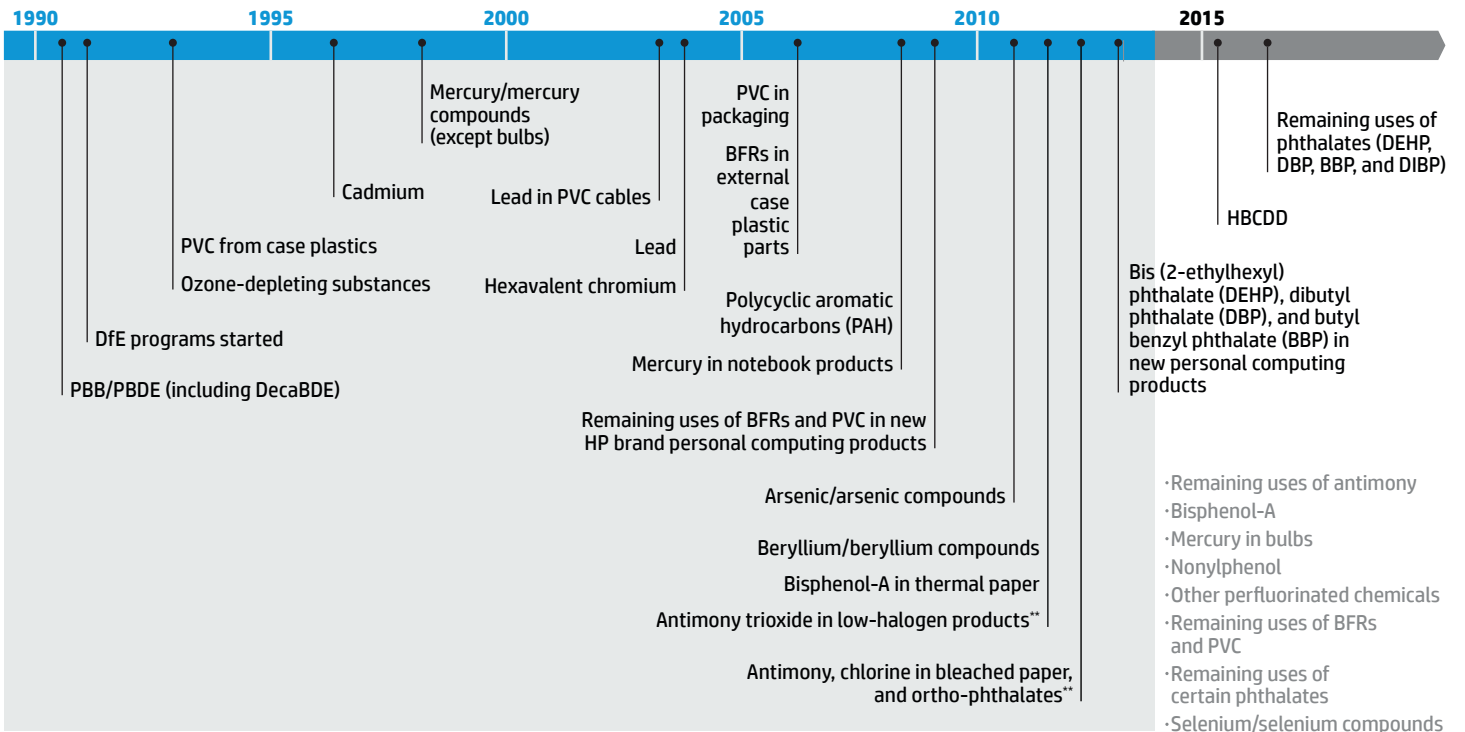 1990
1995
2000
2005
2010
2015
Mercury/mercury
compounds
(except bulbs)
Cadmium
PVC from case plastics
Ozone-depleting substances
DfE programs started
PBB/PBDE (including DecaBDE)
Lead in PVC cables
Lead
Hexavalent chromium
PVC in
packaging
BFRs in
external
case
plastic
parts
Polycyclic aromatic
hydrocarbons (PAH)
Mercury in notebook products
Remaining uses of BFRs and PVC in new
HP brand personal computing products
Arsenic/arsenic compounds
Beryllium/beryllium compounds
Bisphenol-A in thermal paper
Antimony trioxide in low-halogen products**
Antimony, chlorine in bleached paper,
and ortho-phthalates**
Bis (2-ethylhexyl)
phthalate (DEHP), dibutyl
phthalate (DBP), and butyl
benzyl phthalate (BBP) in
new personal computing
products
HBCDD
Remaining uses of
phthalates (DEHP,
DBP, BBP, and DIBP)
·Remaining uses of antimony
·Bisphenol-A
·Mercury in bulbs
·Nonylphenol
·Other perfluorinated chemicals
·Remaining uses of BFRs
and PVC
·Remaining uses of
certain phthalates
·Selenium/selenium compounds